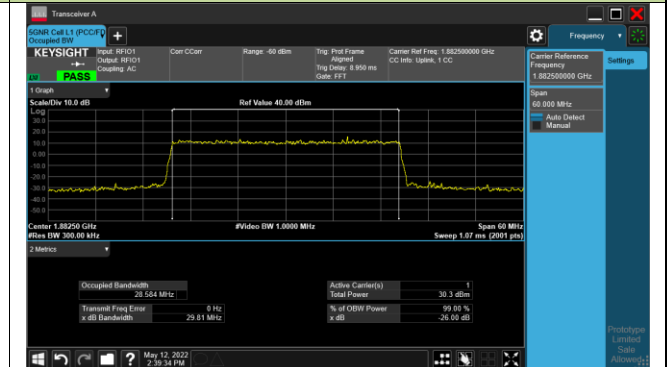 Transceiver A
5GNR Cell L1 (PCC/FD
Occupied BW
Frequency
KEYSIGHT
Input: RFIO1
Output: RFIO1
Coupling: AC
Corr CCorr
Range: -60 dBm
Trig: Prot Frame
Aligned
Trig Delay: 8.950 ms
Gate: FFT
Carrier Ref Freq: 1.882500000 GHz
CC Info: Uplink, 1 CC
PASS
Carrier Reference
Frequency
1.882500000 GHz
Settings
Span
60.000 MHz
Auto Detect
Manual
1 Graph
Scale/Div 10.0 dB
Ref Value 40.00 dBm
Log
30.0
20.0
10.0
0.00
-10.0
-20.0
-30.0
-40.0
-50.0
Center 1.88250 GHz
#Video BW 1.0000 MHz
Span 60 MHz
#Res BW 300.00 kHz
Sweep 1.07 ms (2001 pts)
2 Metrics
Occupied Bandwidth
28.584 MHz
Active Carrier(s) 1
Total Power 30.3 dBm
Transmit Freq Error 0 Hz
x dB Bandwidth 29.81 MHz
% of OBW Power 99.00 %
x dB -26.00 dB
Prototype
Limited
Sale
Allowed
May 12, 2022
2:39:34 PM